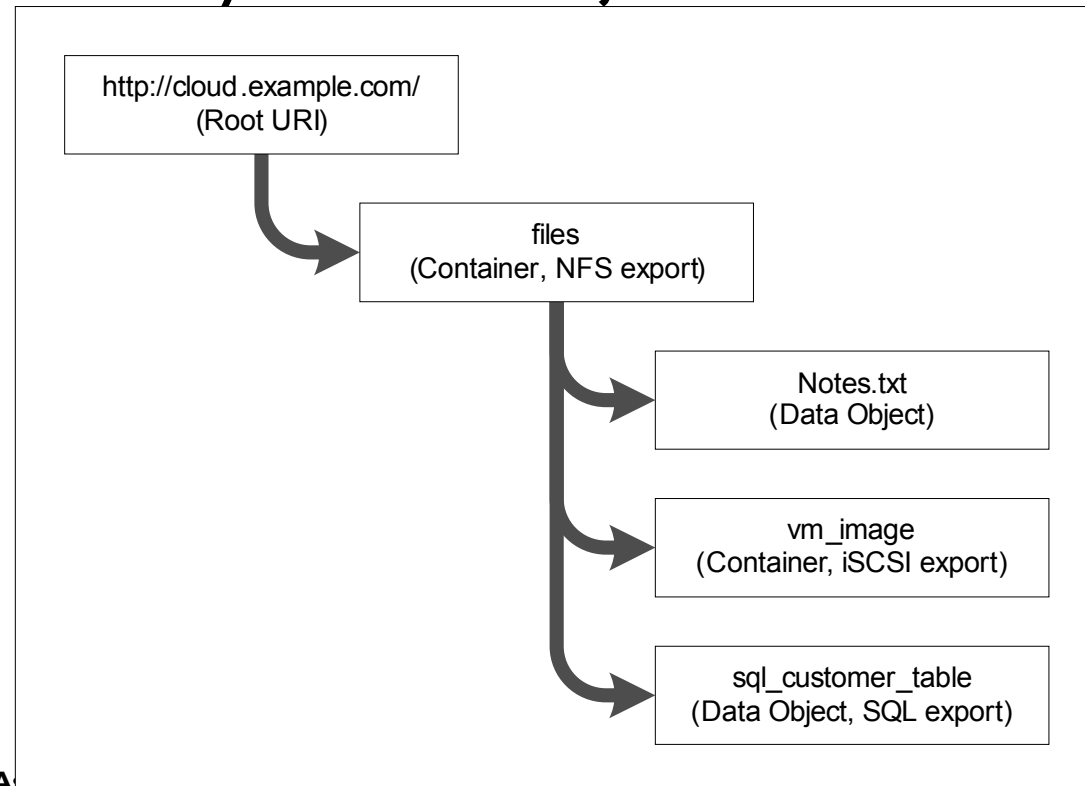 http://cloud.example.com/
(Root URI)
files
(Container, NFS export)
Notes.txt
(Data Object)
vm_image
(Container, iSCSI export)
sql_customer_table
(Data Object, SQL export)